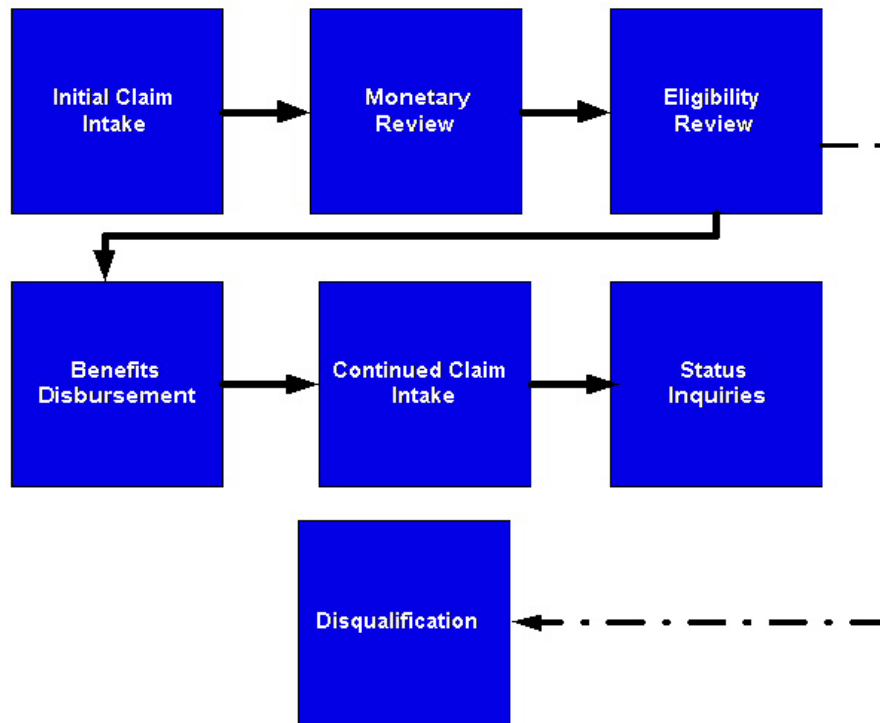 Initial Claim
Intake
Monetary
Review
Eligibility
Review
Benefits
Disbursement
Continued Claim
Intake
Status
Inquiries
Disqualification